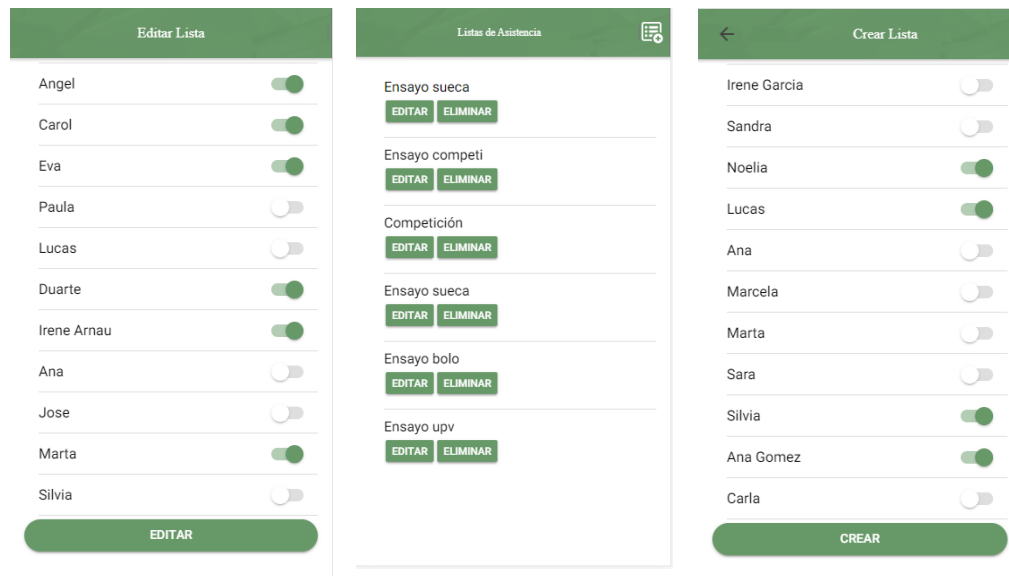 Editar Lista
Angel
Carol
Eva
Paula
Lucas
Duarte
Irene Arnau
Ana
Jose
Marta
Silvia
EDITAR
Listas de Asistencia
Ensayo sueca
EDITAR ELIMINAR
Ensayo competi
EDITAR ELIMINAR
Competición
EDITAR ELIMINAR
Ensayo sueca
EDITAR ELIMINAR
Ensayo bolo
EDITAR ELIMINAR
Ensayo upv
EDITAR ELIMINAR
Crear Lista
Irene Garcia
Sandra
Noelia
Lucas
Ana
Marcela
Marta
Sara
Silvia
Ana Gomez
Carla
CREAR